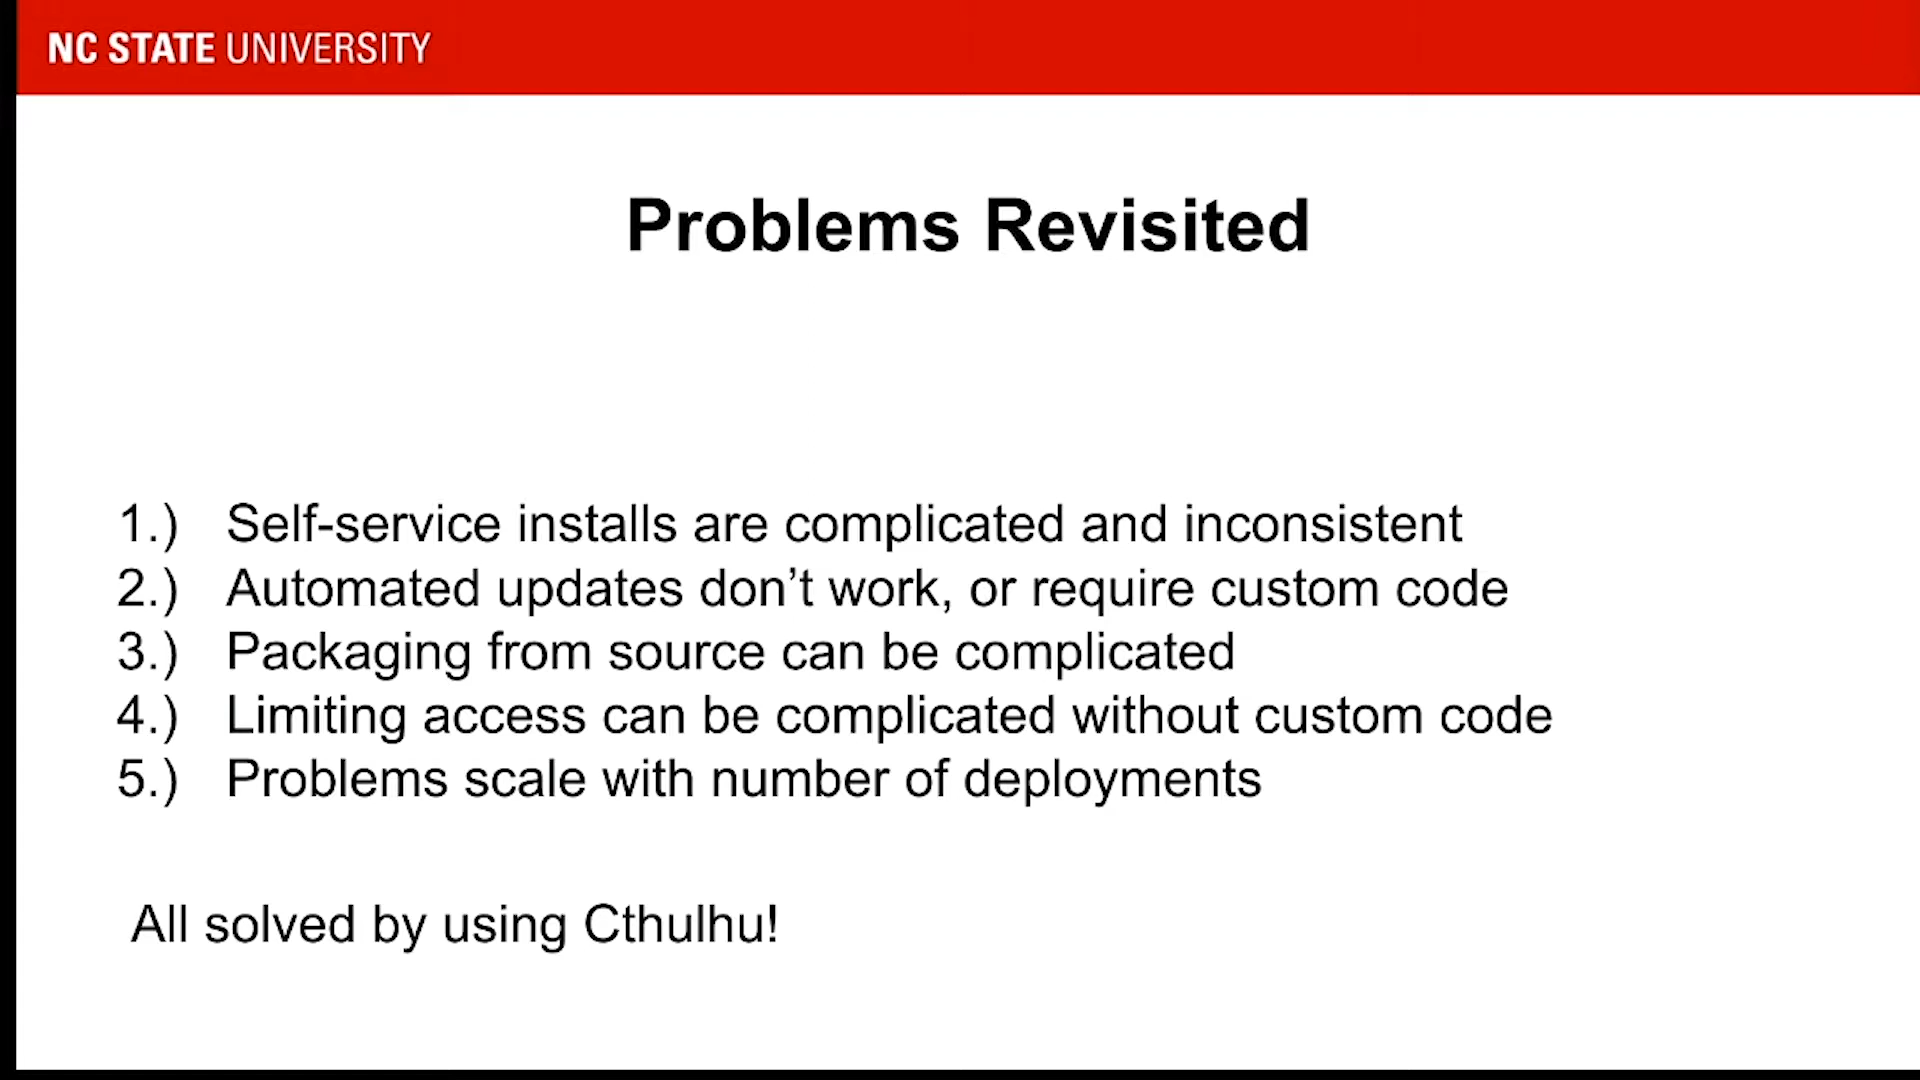 NC STATE UNIVERSITY
Problems Revisited
1.) Self-service installs are complicated and inconsistent
2.) Automated updates don’t work, or require custom code
3.) Packaging from source can be complicated
4.) Limiting access can be complicated without custom code
5.) Problems scale with number of deployments
All solved by using Cthulhu!